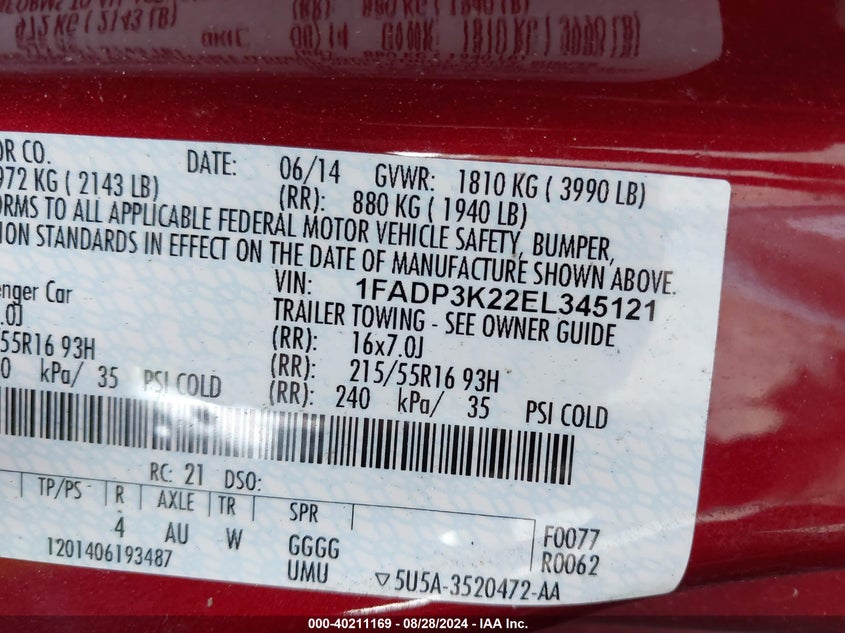 OR CO. DATE: 06/14 GVWR: 1810 KG ( 3990 LB)
972 KG ( 2143 LB) (RR): 880 KG ( 1940 LB)
ORMS TO ALL APPLICABLE FEDERAL MOTOR VEHICLE SAFETY, BUMPER,
ION STANDARDS IN EFFECT ON THE DATE OF MANUFACTURE SHOWN ABOVE.
VIN: 1FADP3K22EL345121
enger Car TRAILER TOWING - SEE OWNER GUIDE
.0J (RR): 16x7.0J
55R16 93H (RR): 215/55R16 93H
0 kPa/ 35 PSI COLD (RR): 240 kPa/ 35 PSI COLD
RC: 21 DSO:
TP/PS R AXLE TR SPR
4 AU W GGGG F0077
1201406193487 UMU R0062
5U5A-3520472-AA
000-40211169 - 08/28/2024 - IAA Inc.